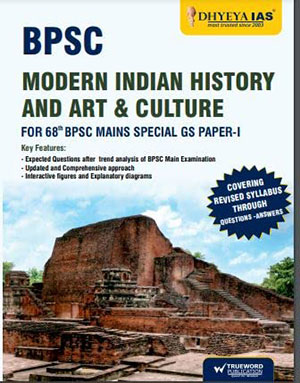 DHYEYA IAS
most trusted since 2003
BPSC
MODERN INDIAN HISTORY
AND ART & CULTURE
FOR 68th BPSC MAINS SPECIAL GS PAPER-I
Key Features:
- Expected Questions after trend analysis of BPSC Main Examination
- Updated and Comprehensive approach
- Interactive figures and Explanatory diagrams
COVERING
REVISED SYLLABUS
THROUGH
QUESTIONS -ANSWERS
TRUEWORD
PUBLICATION